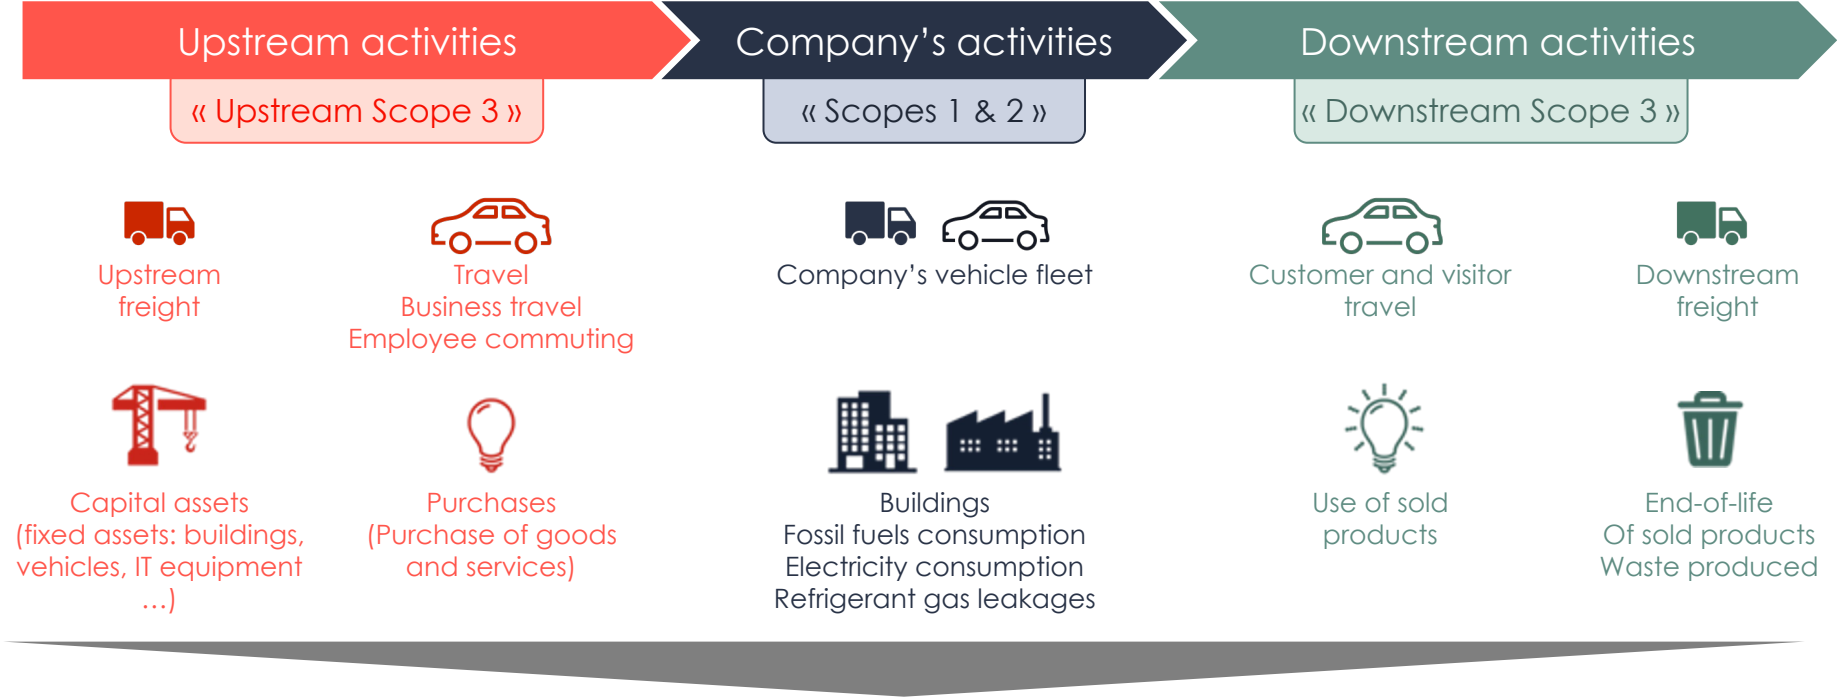 Upstream activities
Company’s activities
Downstream activities
« Upstream Scope 3 »
« Scopes 1 & 2 »
« Downstream Scope 3 »
Upstream
freight
Travel
Business travel
Employee commuting
Company’s vehicle fleet
Customer and visitor
travel
Downstream
freight
Capital assets
(fixed assets: buildings,
vehicles, IT equipment
…)
Purchases
(Purchase of goods
and services)
Buildings
Fossil fuels consumption
Electricity consumption
Refrigerant gas leakages
Use of sold
products
End-of-life
Of sold products
Waste produced